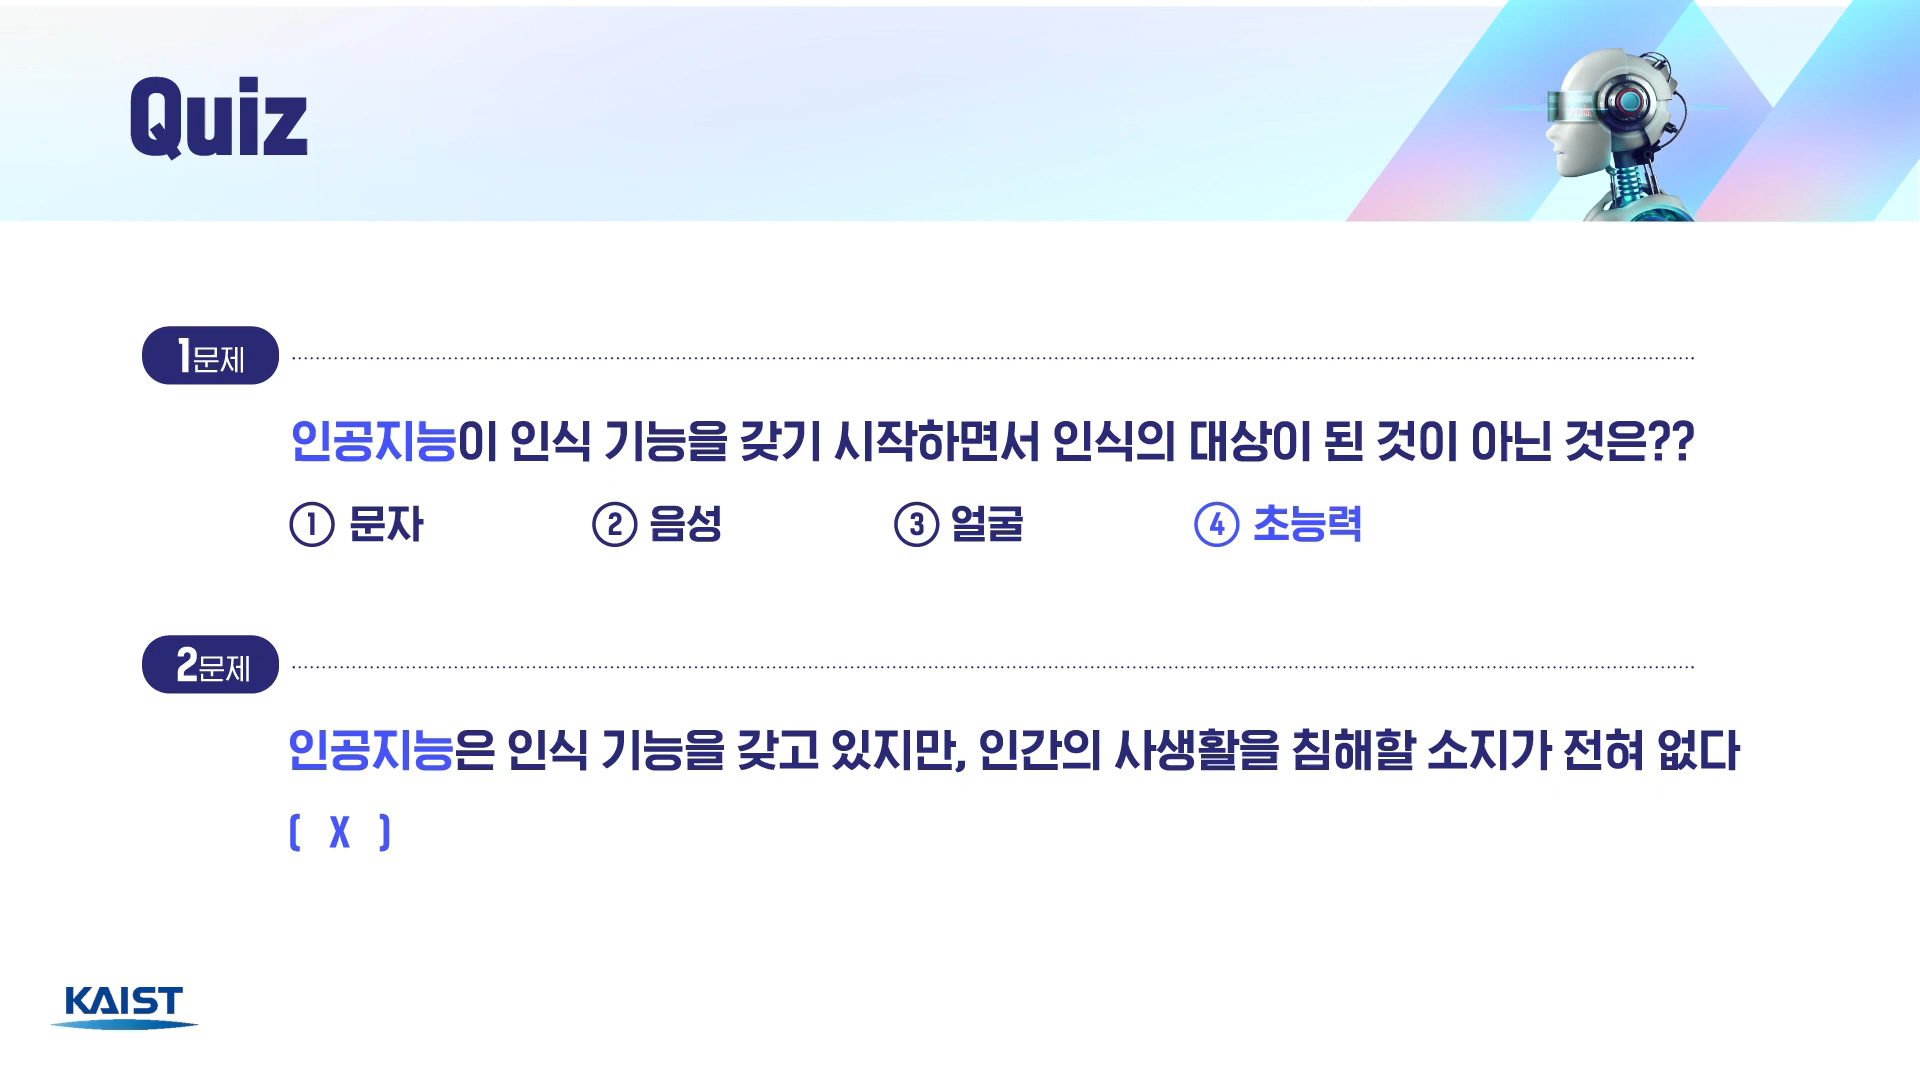 Quiz
1문제
인공지능이 인식 기능을 갖기 시작하면서 인식의 대상이 된 것이 아닌 것은??
① 문자 ② 음성 ③ 얼굴 ④ 초능력
2문제
인공지능은 인식 기능을 갖고 있지만, 인간의 사생활을 침해할 소지가 전혀 없다
( X )
KAIST